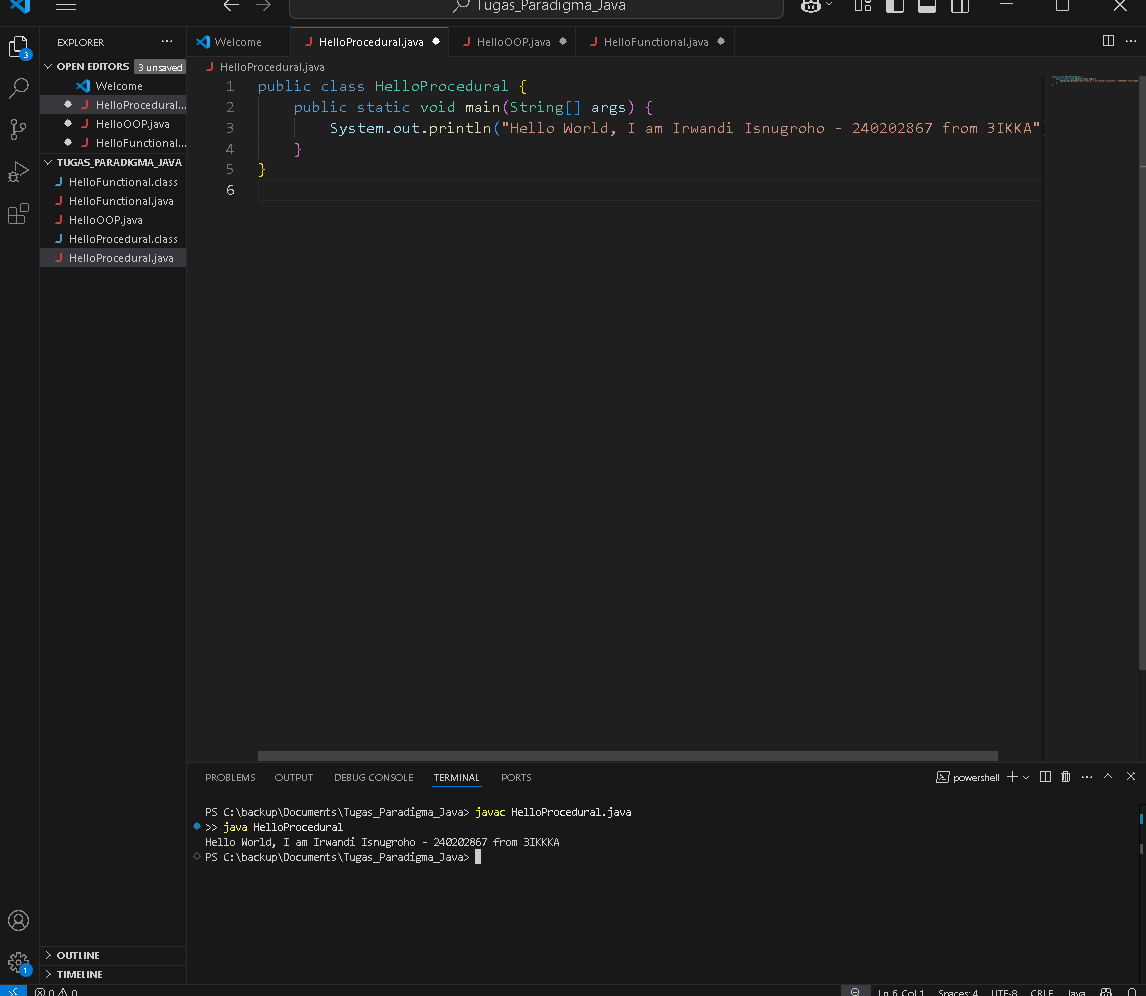 Tugas_Paradigma_Java
EXPLORER
Welcome
HelloProcedural.java
HelloOOP.java
HelloFunctional.java
OPEN EDITORS
3 unsaved
Welcome
HelloProcedural...
HelloOOP.java
HelloFunctional...
TUGAS_PARADIGMA_JAVA
HelloFunctional.class
HelloFunctional.java
HelloOOP.java
HelloProcedural.class
HelloProcedural.java
3
HelloProcedural.java
1 public class HelloProcedural {
2 public static void main(String[] args) {
3 System.out.println("Hello World, I am Irwandi Isnugroho - 240202867 from 3IKKA"
4 }
5 }
6
PROBLEMS OUTPUT DEBUG CONSOLE TERMINAL PORTS
powershell
PS C:\backup\Documents\Tugas_Paradigma_Java> javac HelloProcedural.java
>> java HelloProcedural
Hello World, I am Irwandi Isnugroho - 240202867 from 3IKKKA
PS C:\backup\Documents\Tugas_Paradigma_Java>
OUTLINE
TIMELINE
1
0 0
Ln 6, Col 1 Spaces: 4 UTF-8 CRLF Java